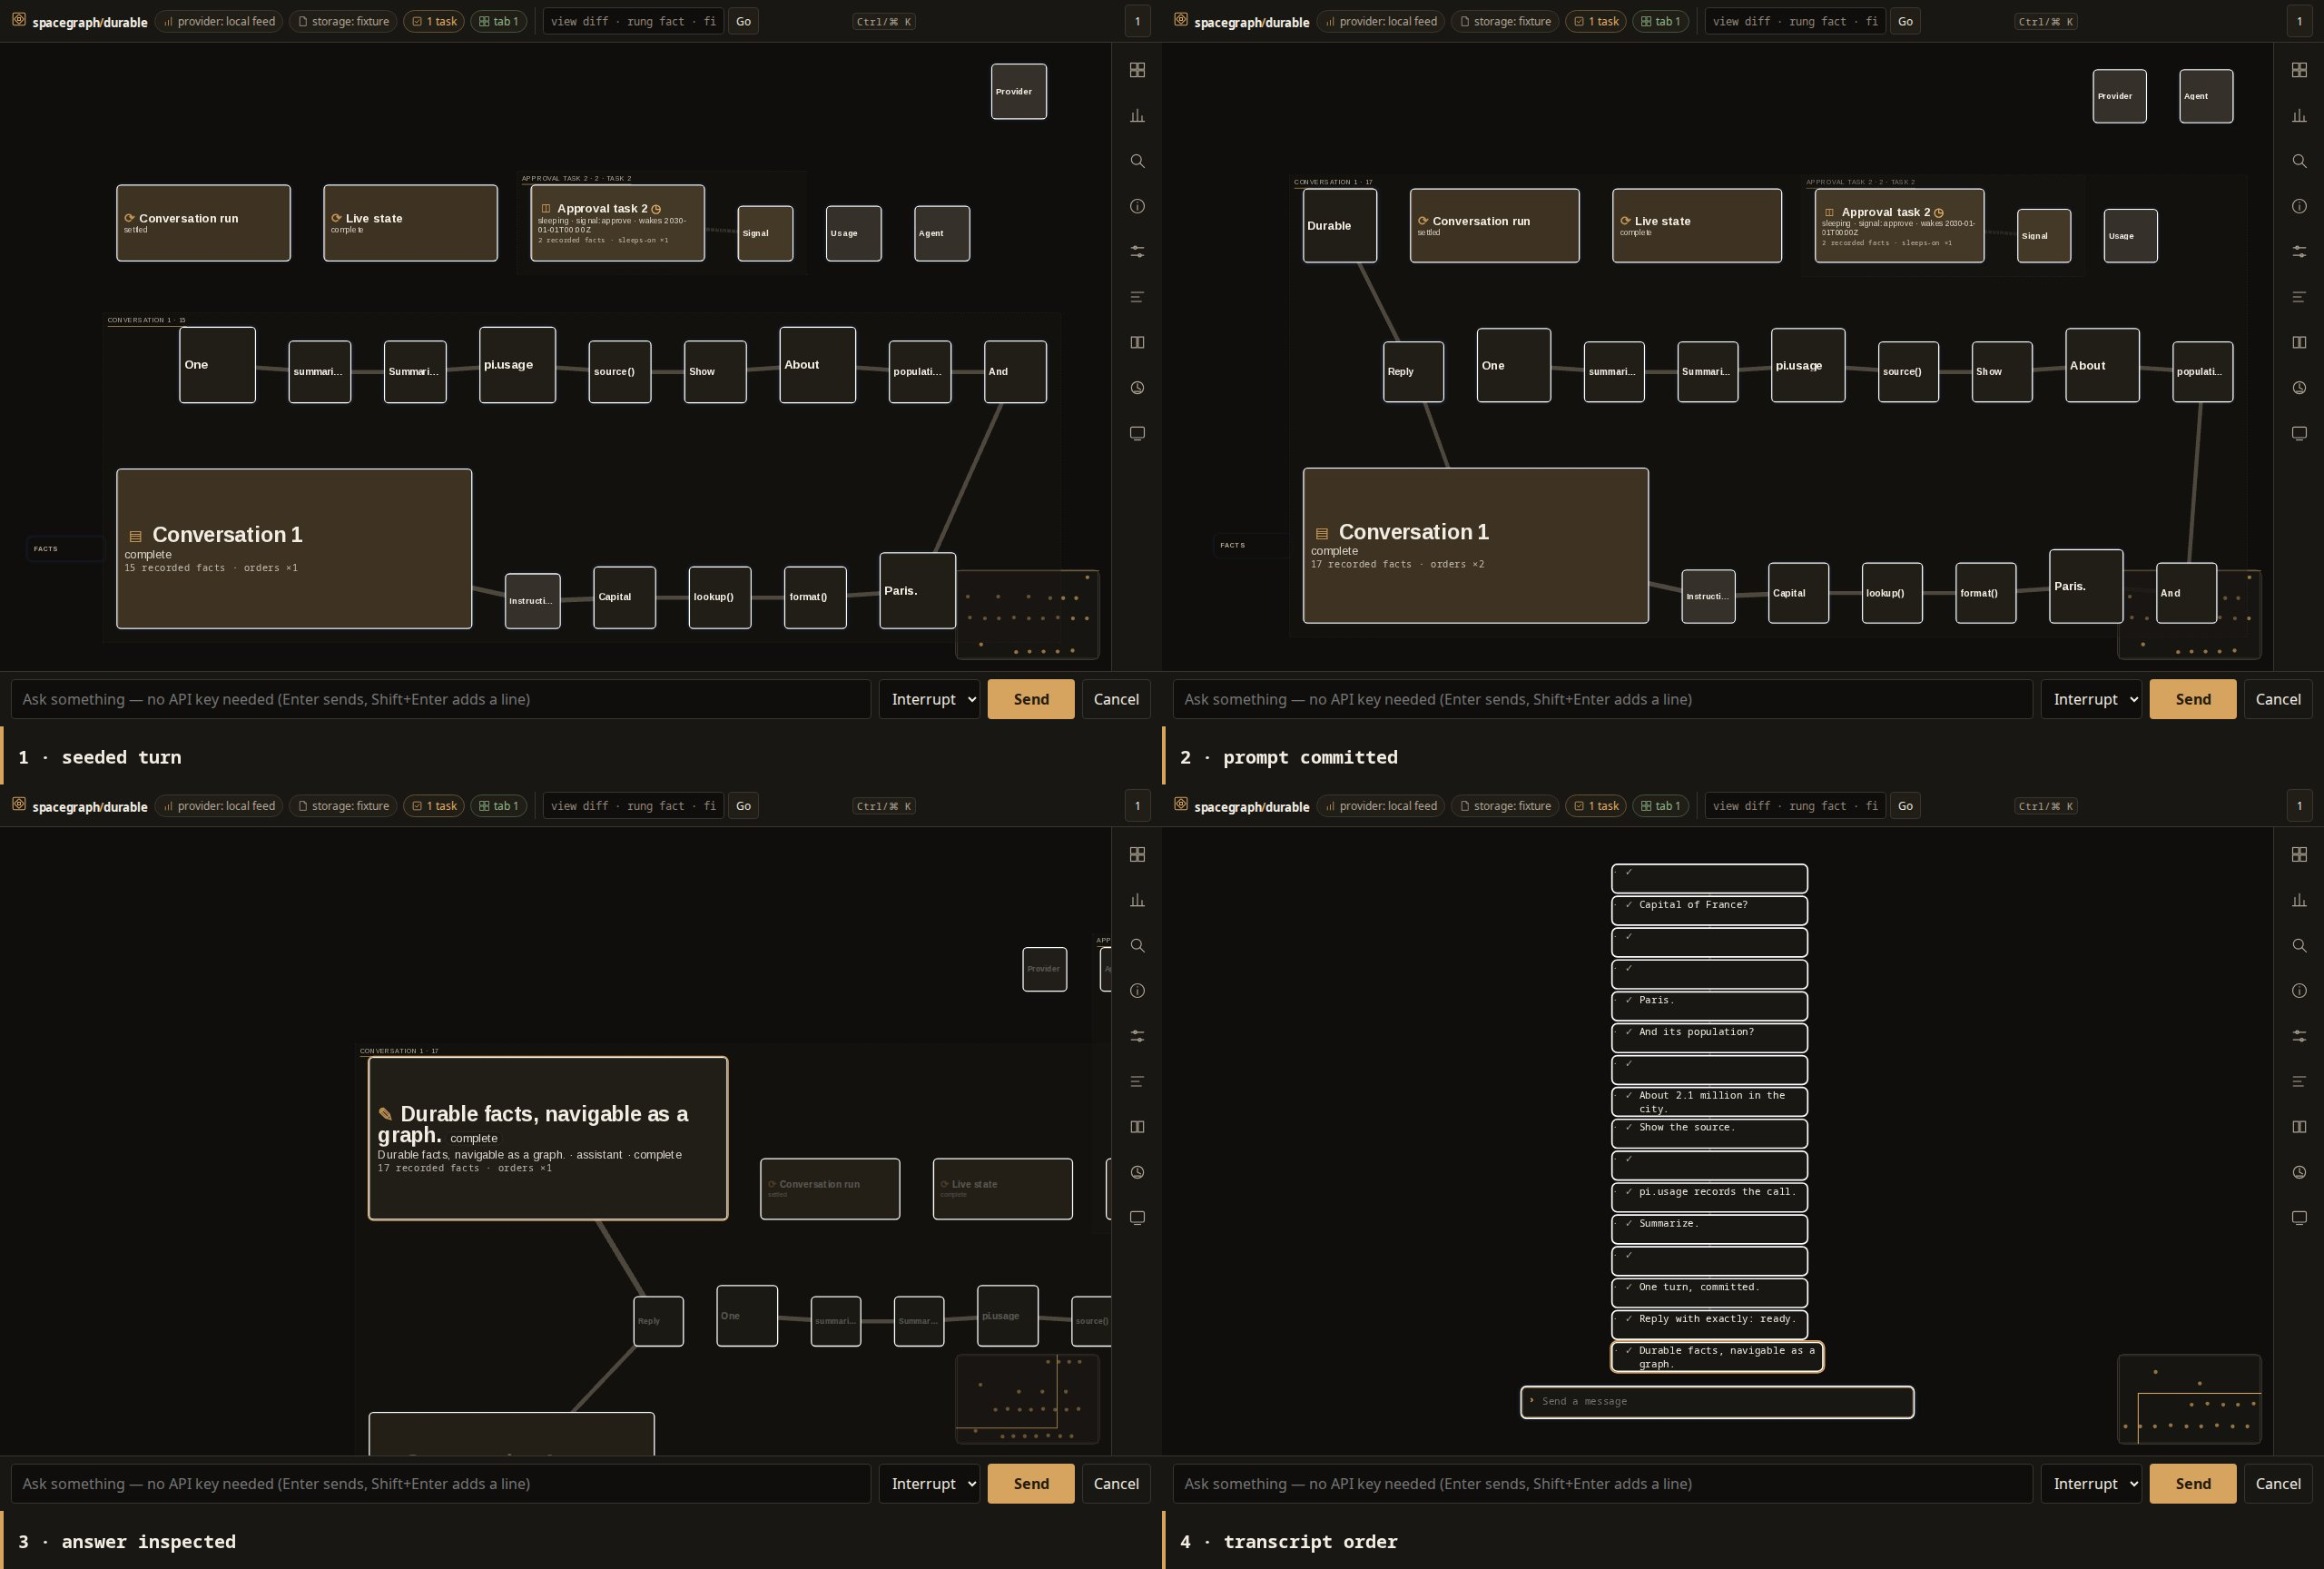 spacegraph/durable provider: local feed storage: fixture 1 task tab 1 view diff · rung fact · fi Go Ctrl/⌘ K 1
Provider
APPROVAL TASK 2 · 2 · TASK 2
Conversation run
settled
Live state
complete
Approval task 2
sleeping · signal: approve · wakes 2030-
01-01T00:00Z
2 recorded facts · sleeps-on ×1
Signal
Usage
Agent
CONVERSATION 1 · 15
One
summari...
Summari...
pi.usage
source()
Show
About
populati...
And
FACTS
Conversation 1
complete
15 recorded facts · orders ×1
Instructi...
Capital
lookup()
format()
Paris.
Ask something — no API key needed (Enter sends, Shift+Enter adds a line) Interrupt Send Cancel
1 · seeded turn
spacegraph/durable provider: local feed storage: fixture 1 task tab 1 view diff · rung fact · fi Go Ctrl/⌘ K 1
Provider
Agent
CONVERSATION 1 · 17
APPROVAL TASK 2 · 2 · TASK 2
Durable
Conversation run
settled
Live state
complete
Approval task 2
sleeping · signal: approve · wakes 2030-01-
01T00:00Z
2 recorded facts · sleeps-on ×1
Signal
Usage
Reply
One
summari...
Summari...
pi.usage
source()
Show
About
populati...
FACTS
Conversation 1
complete
17 recorded facts · orders ×2
Instructi...
Capital
lookup()
format()
Paris.
And
Ask something — no API key needed (Enter sends, Shift+Enter adds a line) Interrupt Send Cancel
2 · prompt committed
spacegraph/durable provider: local feed storage: fixture 1 task tab 1 view diff · rung fact · fi Go Ctrl/⌘ K 1
APP
Provider
CONVERSATION 1 · 17
Durable facts, navigable as a
graph. complete
Durable facts, navigable as a graph. · assistant · complete
17 recorded facts · orders ×1
Conversation run
settled
Live state
complete
Reply
One
summari...
Summar...
pi.usage
source()
Ask something — no API key needed (Enter sends, Shift+Enter adds a line) Interrupt Send Cancel
3 · answer inspected
spacegraph/durable provider: local feed storage: fixture 1 task tab 1 view diff · rung fact · fi Go Ctrl/⌘ K 1
✓
✓ Capital of France?
✓
✓
✓ Paris.
✓ And its population?
✓
✓ About 2.1 million in the
city.
✓ Show the source.
✓
✓ pi.usage records the call.
✓ Summarize.
✓
✓ One turn, committed.
✓ Reply with exactly: ready.
✓ Durable facts, navigable as a
graph.
› Send a message
Ask something — no API key needed (Enter sends, Shift+Enter adds a line) Interrupt Send Cancel
4 · transcript order